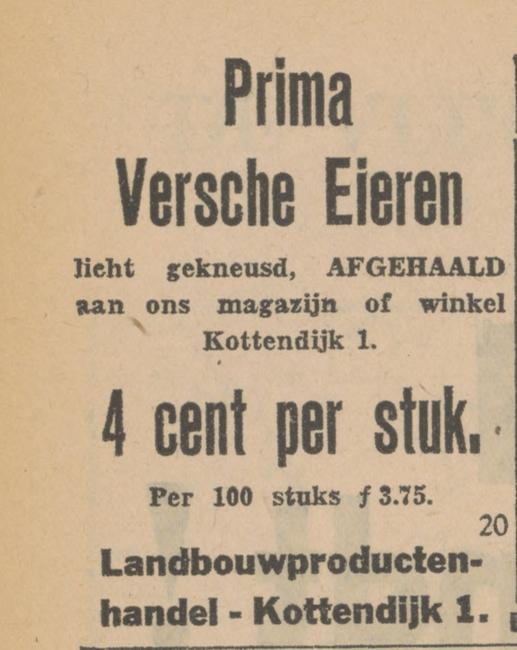 Prima
Versche Eieren
licht gekneusd, AFGEHAALD
aan ons magazijn of winkel
Kottendijk 1.
4 cent per stuk.
Per 100 stuks ƒ 3.75.
20
Landbouwproducten-
handel - Kottendijk 1.